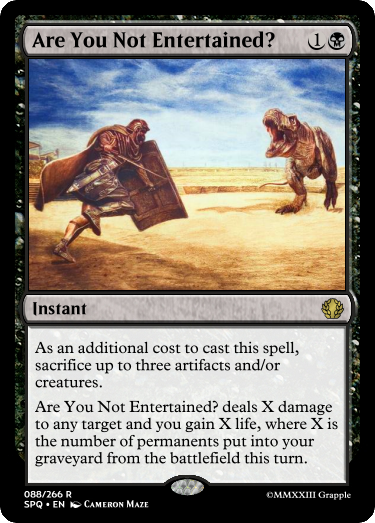 Are You Not Entertained? 1
Instant
As an additional cost to cast this spell,
sacrifice up to three artifacts and/or
creatures.
Are You Not Entertained? deals X damage
to any target and you gain X life, where X is
the number of permanents put into your
graveyard from the battlefield this turn.
088/266 R
SPQ • EN Cameron Maze
©MMXXIII Grapple